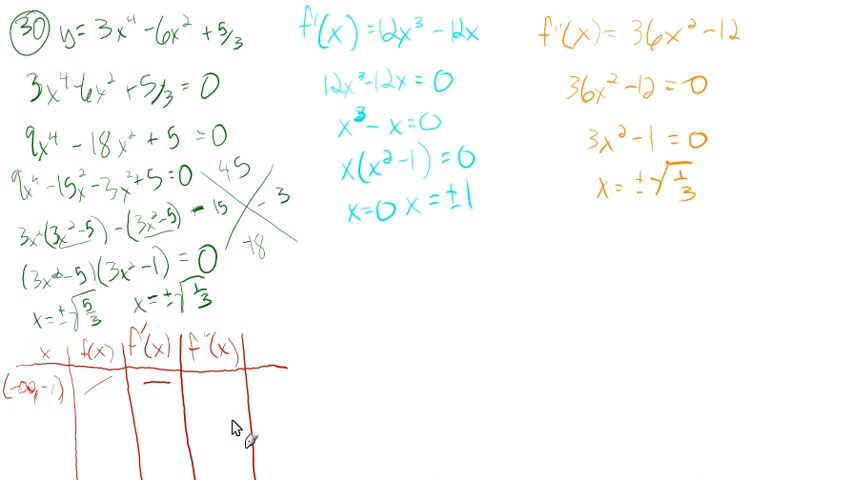 30 y = 3x⁴ - 6x² + 5/3
3x⁴ - 6x² + 5/3 = 0
9x⁴ - 18x² + 5 = 0
9x⁴ - 15x² - 3x² + 5 = 0
45
- 15
- 3
-18
3x²(3x² - 5) - (3x² - 5)
(3x² - 5)(3x² - 1) = 0
x = ±√5/3 x = ±√1/3
f'(x) = 12x³ - 12x
12x³ - 12x = 0
x³ - x = 0
x(x² - 1) = 0
x = 0 x = ±1
f''(x) = 36x² - 12
36x² - 12 = 0
3x² - 1 = 0
x = ±√1/3
x f(x) f'(x) f''(x)
(-∞, -1) / —